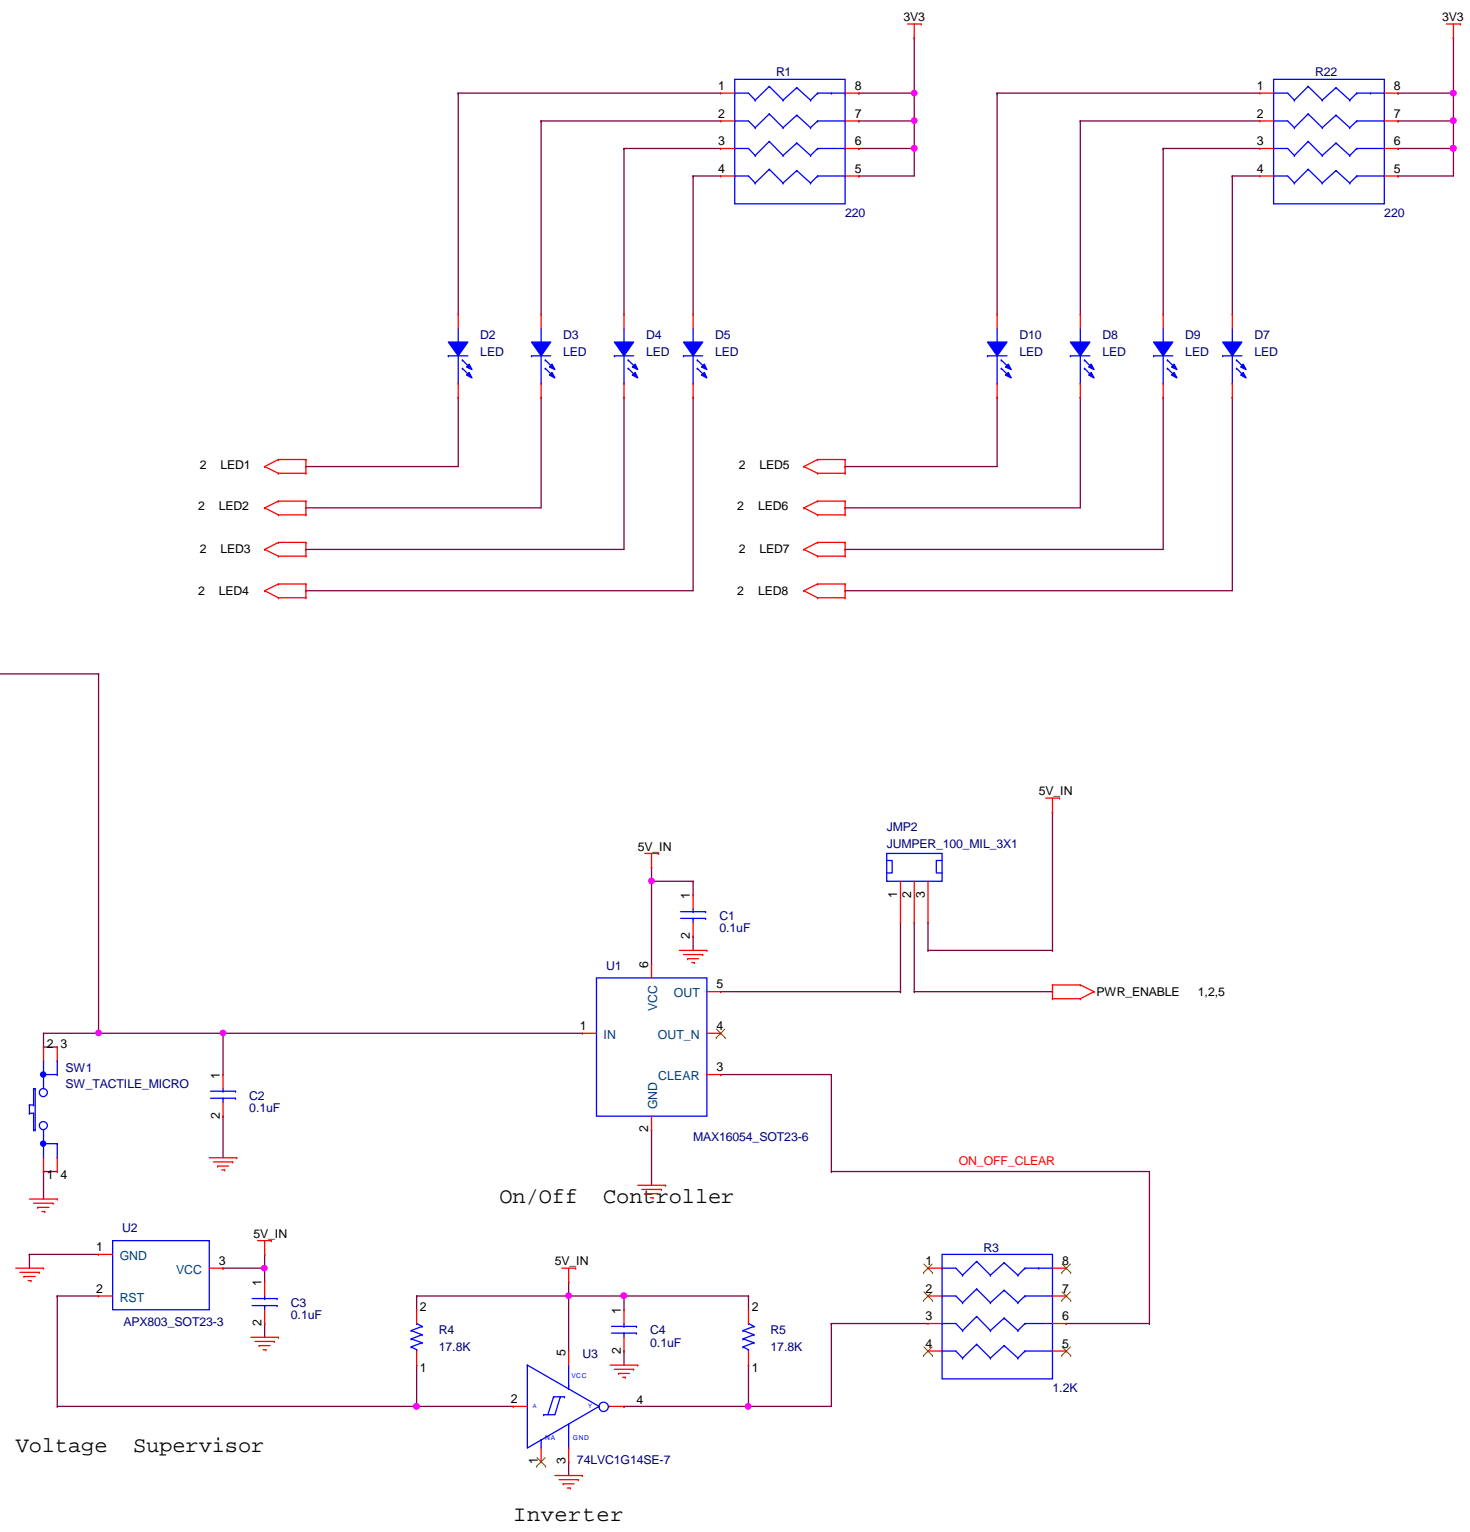 3V3
3V3
R1
R22
1 8
1 8
2 7
2 7
3 6
3 6
4 5
4 5
220
220
D2
LED
D3
LED
D4
LED
D5
LED
D10
LED
D8
LED
D9
LED
D7
LED
2 LED1
2 LED5
2 LED2
2 LED6
2 LED3
2 LED7
2 LED4
2 LED8
5V_IN
JMP2
JUMPER_100_MIL_3X1
1 2 3
5V_IN
1
C1
0.1uF
2
U1
6
VCC
OUT 5
PWR_ENABLE 1,2,5
1 IN
OUT_N 4
CLEAR 3
GND
2
MAX16054_SOT23-6
2 3
SW1
SW_TACTILE_MICRO
1 4
1
C2
0.1uF
2
ON_OFF_CLEAR
On/Off Controller
U2
1 GND
VCC 3
2 RST
APX803_SOT23-3
5V_IN
1
C3
0.1uF
2
5V_IN
2
R4
17.8K
1
1
C4
0.1uF
2
2
R5
17.8K
1
U3
5
VCC
2 A
Y 4
NA
GND
1
3
74LVC1G14SE-7
R3
1 8
2 7
3 6
4 5
1.2K
Voltage Supervisor
Inverter